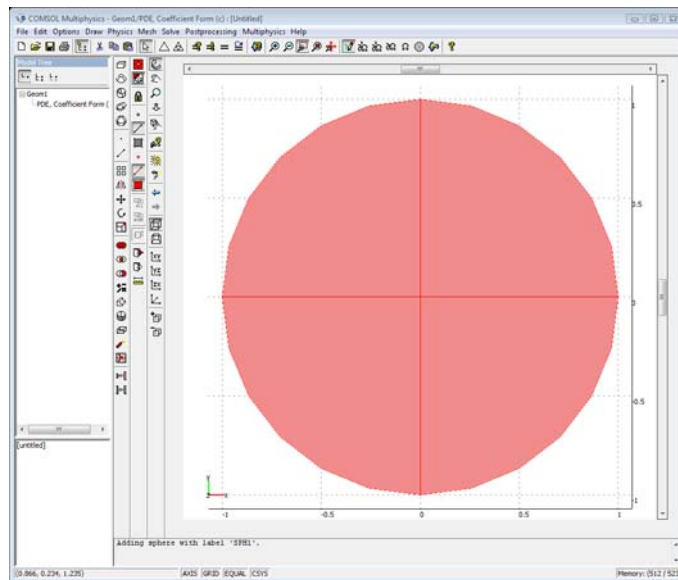 COMSOL Multiphysics - Geom1/PDE, Coefficient Form (c) : [Untitled]
File Edit Options Draw Physics Mesh Solve Postprocessing Multiphysics Help
Model Tree
Geom1
PDE, Coefficient Form (
[untitled]
1
0.5
0
-0.5
-1
-1 -0.5 0 0.5 1
y
z x
Adding sphere with label 'SPH1'.
(0.866, 0.234, 1.235) AXIS GRID EQUAL CSYS Memory: (512 / 523